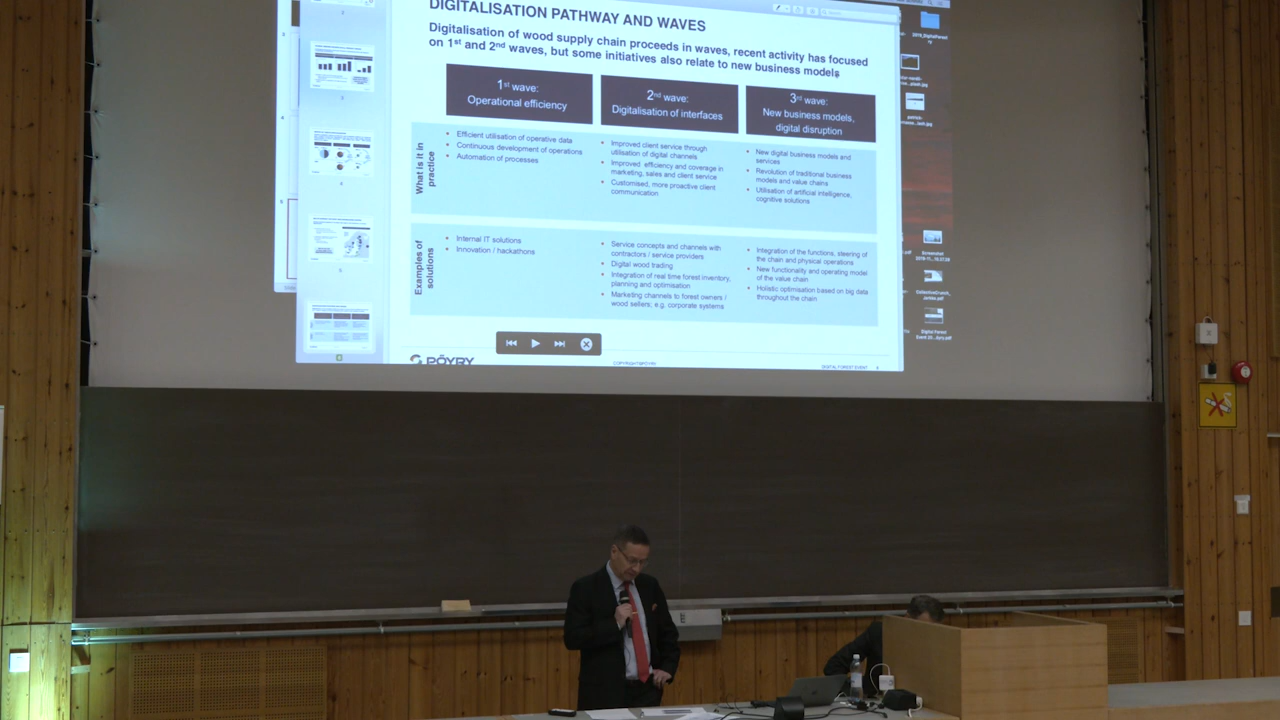 DIGITALISATION PATHWAY AND WAVES
Digitalisation of wood supply chain proceeds in waves, recent activity has focused
on 1st and 2nd waves, but some initiatives also relate to new business models
1st wave:
Operational efficiency
2nd wave:
Digitalisation of interfaces
3rd wave:
New business models,
digital disruption
What is it in
practice
• Efficient utilisation of operative data
• Continuous development of operations
• Automation of processes
• Improved client service through
utilisation of digital channels
• Improved efficiency and coverage in
marketing, sales and client service
• Customised, more proactive client
communication
• New digital business models and
services
• Revolution of traditional business
models and value chains
• Utilisation of artificial intelligence,
cognitive solutions
Examples of
solutions
• Internal IT solutions
• Innovation / hackathons
• Service concepts and channels with
contractors / service providers
• Digital wood trading
• Integration of real time forest inventory,
planning and optimisation
• Marketing channels to forest owners /
wood sellers; e.g. corporate systems
• Integration of the functions, steering of
the chain and physical operations
• New functionality and operating model
of the value chain
• Holistic optimisation based on big data
throughout the chain
PÖYRY
COPYRIGHT©PÖYRY
DIGITAL FOREST EVENT